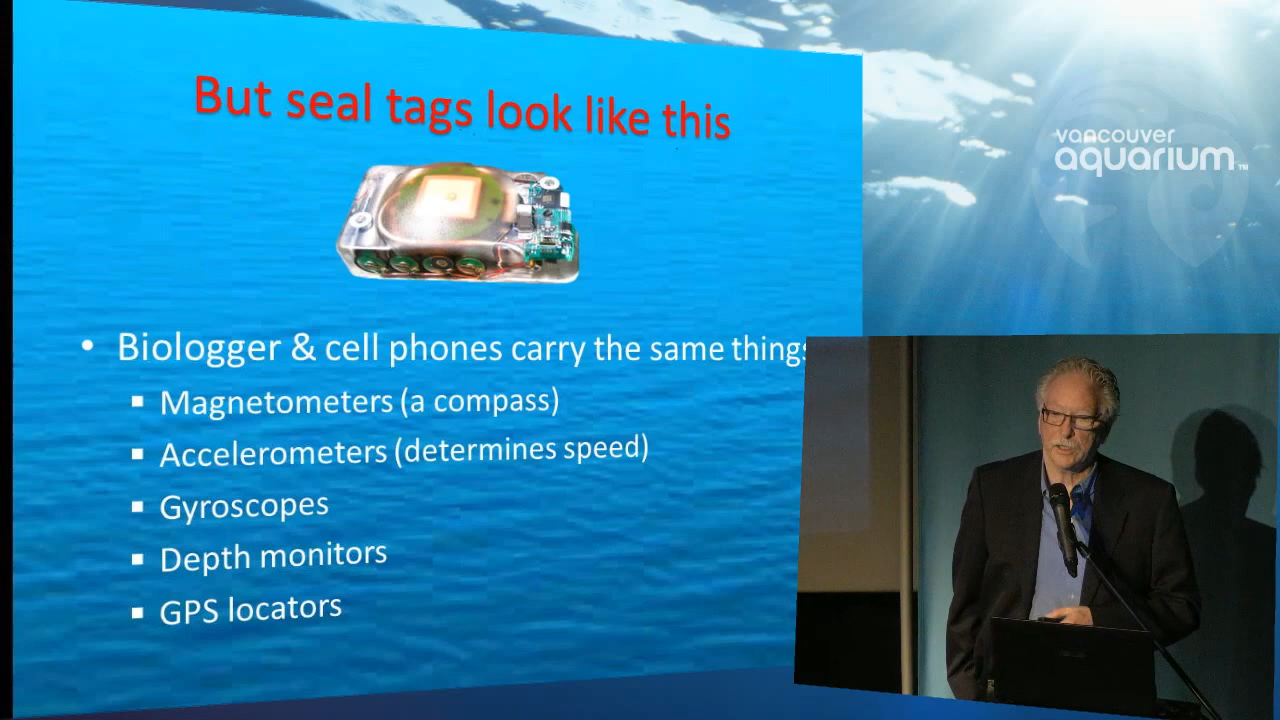 But seal tags look like this
vancouver
aquarium™
• Biologger & cell phones carry the same things
▪ Magnetometers (a compass)
▪ Accelerometers (determines speed)
▪ Gyroscopes
▪ Depth monitors
▪ GPS locators